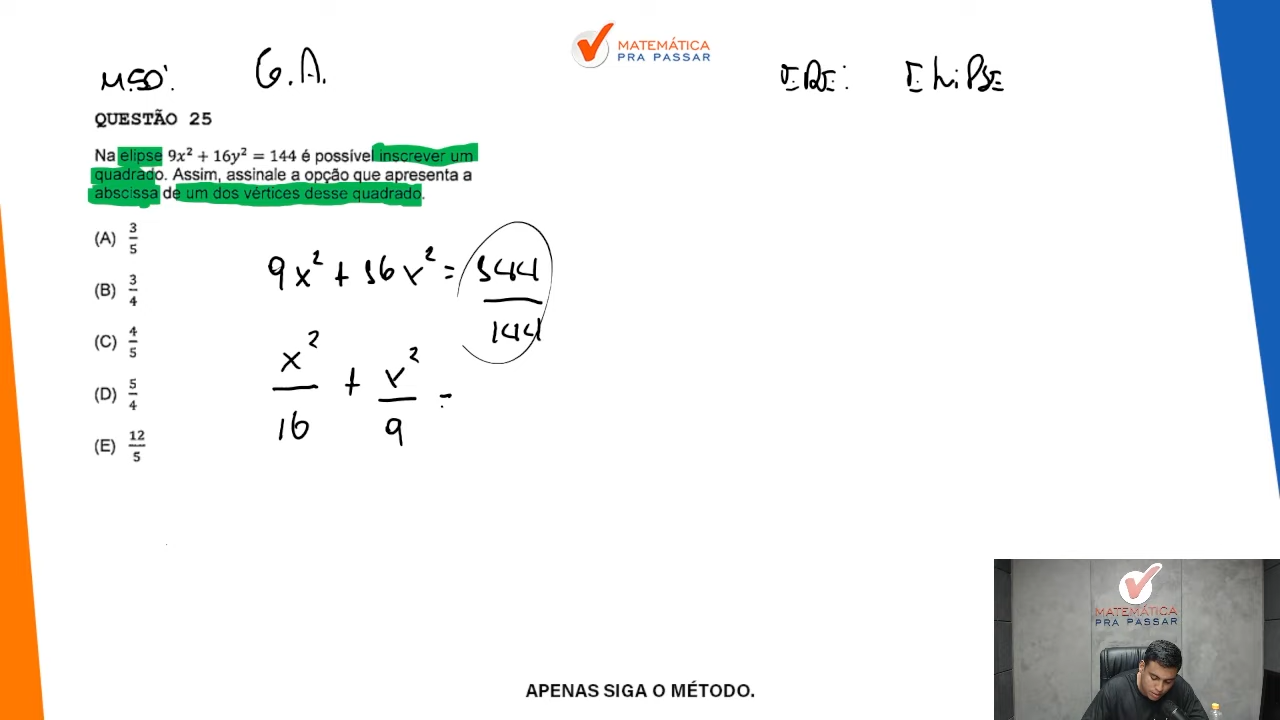 MATEMÁTICA
PRA PASSAR
MSD: G.A.
QUESTÃO 25
Na elipse 9x² + 16y² = 144 é possível inscrever um
quadrado. Assim, assinale a opção que apresenta a
abscissa de um dos vértices desse quadrado.
(A) 3/5
(B) 3/4
(C) 4/5
(D) 5/4
(E) 12/5
9x² + 16y² = 144/144
x²/16 + y²/9 =
MATEMÁTICA
PRA PASSAR
APENAS SIGA O MÉTODO.